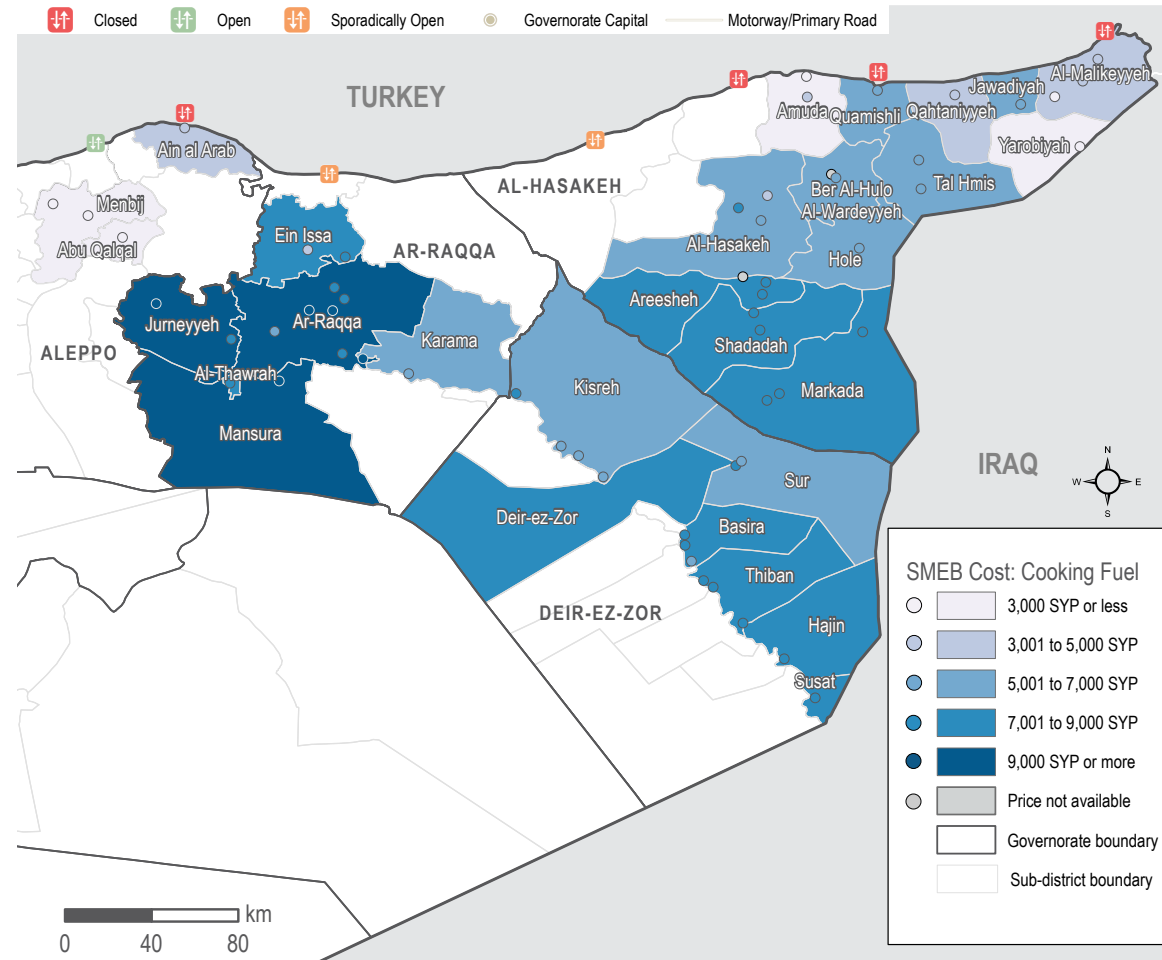 Closed Open Sporadically Open Governorate Capital Motorway/Primary Road
TURKEY
Al-Malikeyyeh
Jawadiyah
Amuda
Quamishli
Qahtaniyyeh
Ain al Arab
Yarobiyah
AL-HASAKEH
Ber Al-Hulo
Al-Wardeyyeh
Tal Hmis
Menbij
Abu Qalqal
Ein Issa
AR-RAQQA
Al-Hasakeh
Hole
Areesheh
Jurneyyeh
Ar-Raqqa
Karama
Shadadah
ALEPPO
Al-Thawrah
Kisreh
Markada
Mansura
IRAQ
N
W E
S
Sur
Deir-ez-Zor
Basira
Thiban
DEIR-EZ-ZOR
Hajin
Susat
SMEB Cost: Cooking Fuel
3,000 SYP or less
3,001 to 5,000 SYP
5,001 to 7,000 SYP
7,001 to 9,000 SYP
9,000 SYP or more
Price not available
Governorate boundary
Sub-district boundary
km
0 40 80